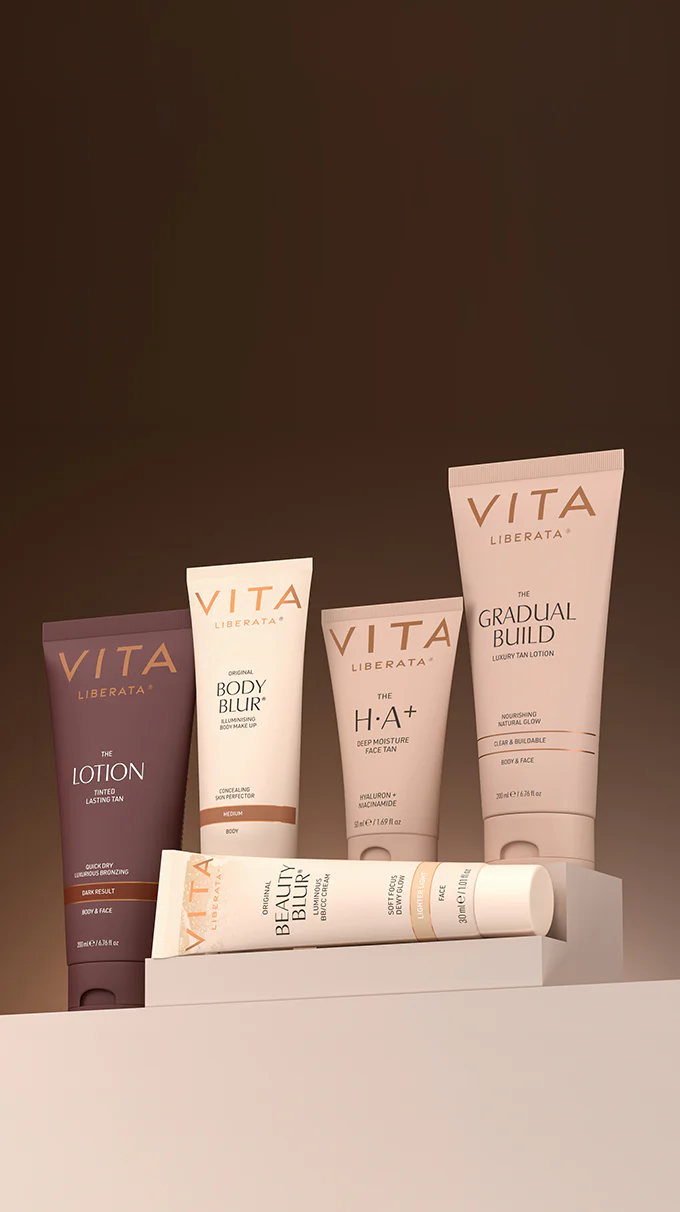 VITA
LIBERATA®
THE
LOTION
TINTED
LASTING TAN
QUICK DRY
LUXURIOUS BRONZING
DARK RESULT
BODY & FACE
200 ml ℮ / 6.76 fl oz
VITA
LIBERATA®
ORIGINAL
BODY
BLUR®
ILLUMINISING
BODY MAKE UP
CONCEALING
SKIN PERFECTOR
MEDIUM
BODY
VITA
LIBERATA®
THE
H·A+
DEEP MOISTURE
FACE TAN
HYALURON +
NIACINAMIDE
50 ml ℮ / 1.69 fl oz
VITA
LIBERATA®
THE
GRADUAL
BUILD
LUXURY TAN LOTION
NOURISHING
NATURAL GLOW
CLEAR & BUILDABLE
BODY & FACE
200 ml ℮ / 6.76 fl oz
VITA
LIBERATA®
ORIGINAL
BEAUTY
BLUR®
LUMINOUS
BB/CC CREAM
SOFT FOCUS
DEWY GLOW
LIGHTER LIGHT
FACE
30 ml ℮ / 1.01 fl oz